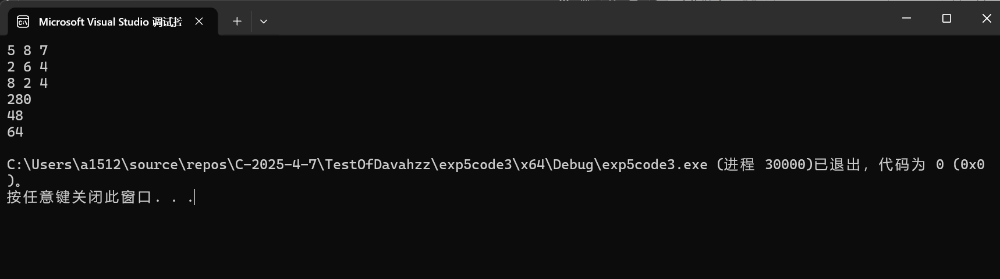 Microsoft Visual Studio 调试控
5 8 7
2 6 4
8 2 4
280
48
64
C:\Users\a1512\source\repos\C-2025-4-7\TestOfDavahzz\exp5code3\x64\Debug\exp5code3.exe (进程 30000)已退出，代码为 0 (0x0
)。
按任意键关闭此窗口. . .